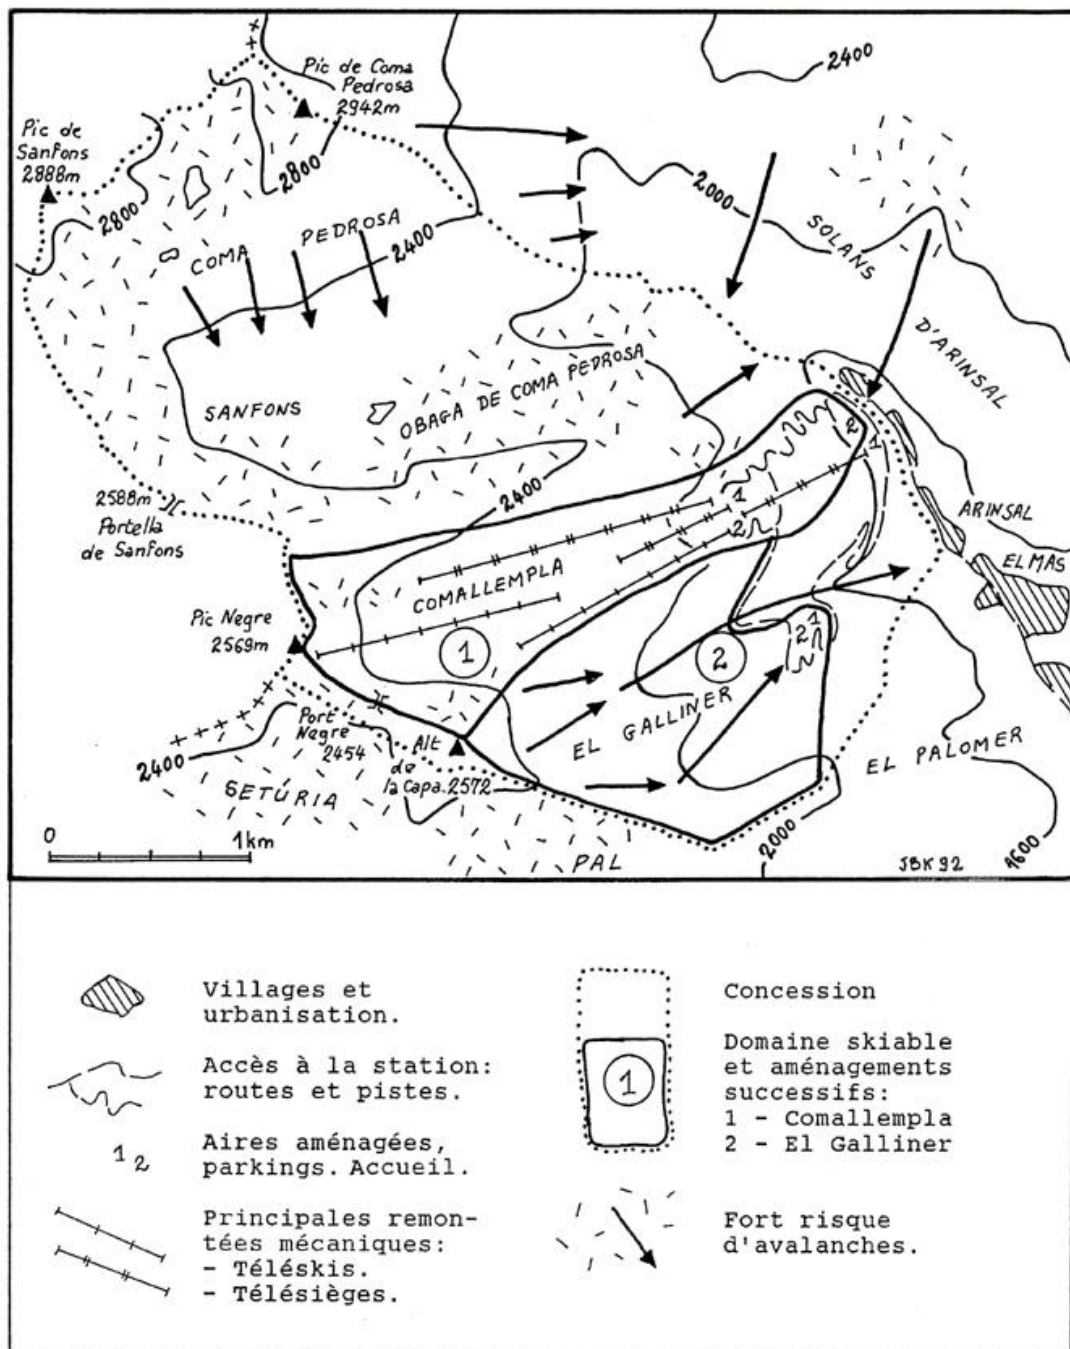 2400
Pic de Coma
Pedrosa
2942m
Pic de
Sanfons
2888m
2800
2800
2000
SOLANS
COMA
PEDROSA
2400
D'ARINSAL
OBAGA DE COMA PEDROSA
SANFONS
2
1
2400
2588m
Portella
de Sanfons
1
2
ARINSAL
EL MAS
COMALLEMPLA
Pic Negre
2569m
1
2
2 1
EL GALLINER
Port
Negre
2454
Alt
de
la Capa. 2572
2400
SETÚRIA
EL PALOMER
0
1km
PAL
2000
JBK 92
1600
Villages et
urbanisation.
Accès à la station:
routes et pistes.
1 2
Aires aménagées,
parkings. Accueil.
Principales remon-
tées mécaniques:
- Téléskis.
- Télésièges.
Concession
1
Domaine skiable
et aménagements
successifs:
1 - Comallempla
2 - El Galliner
Fort risque
d'avalanches.